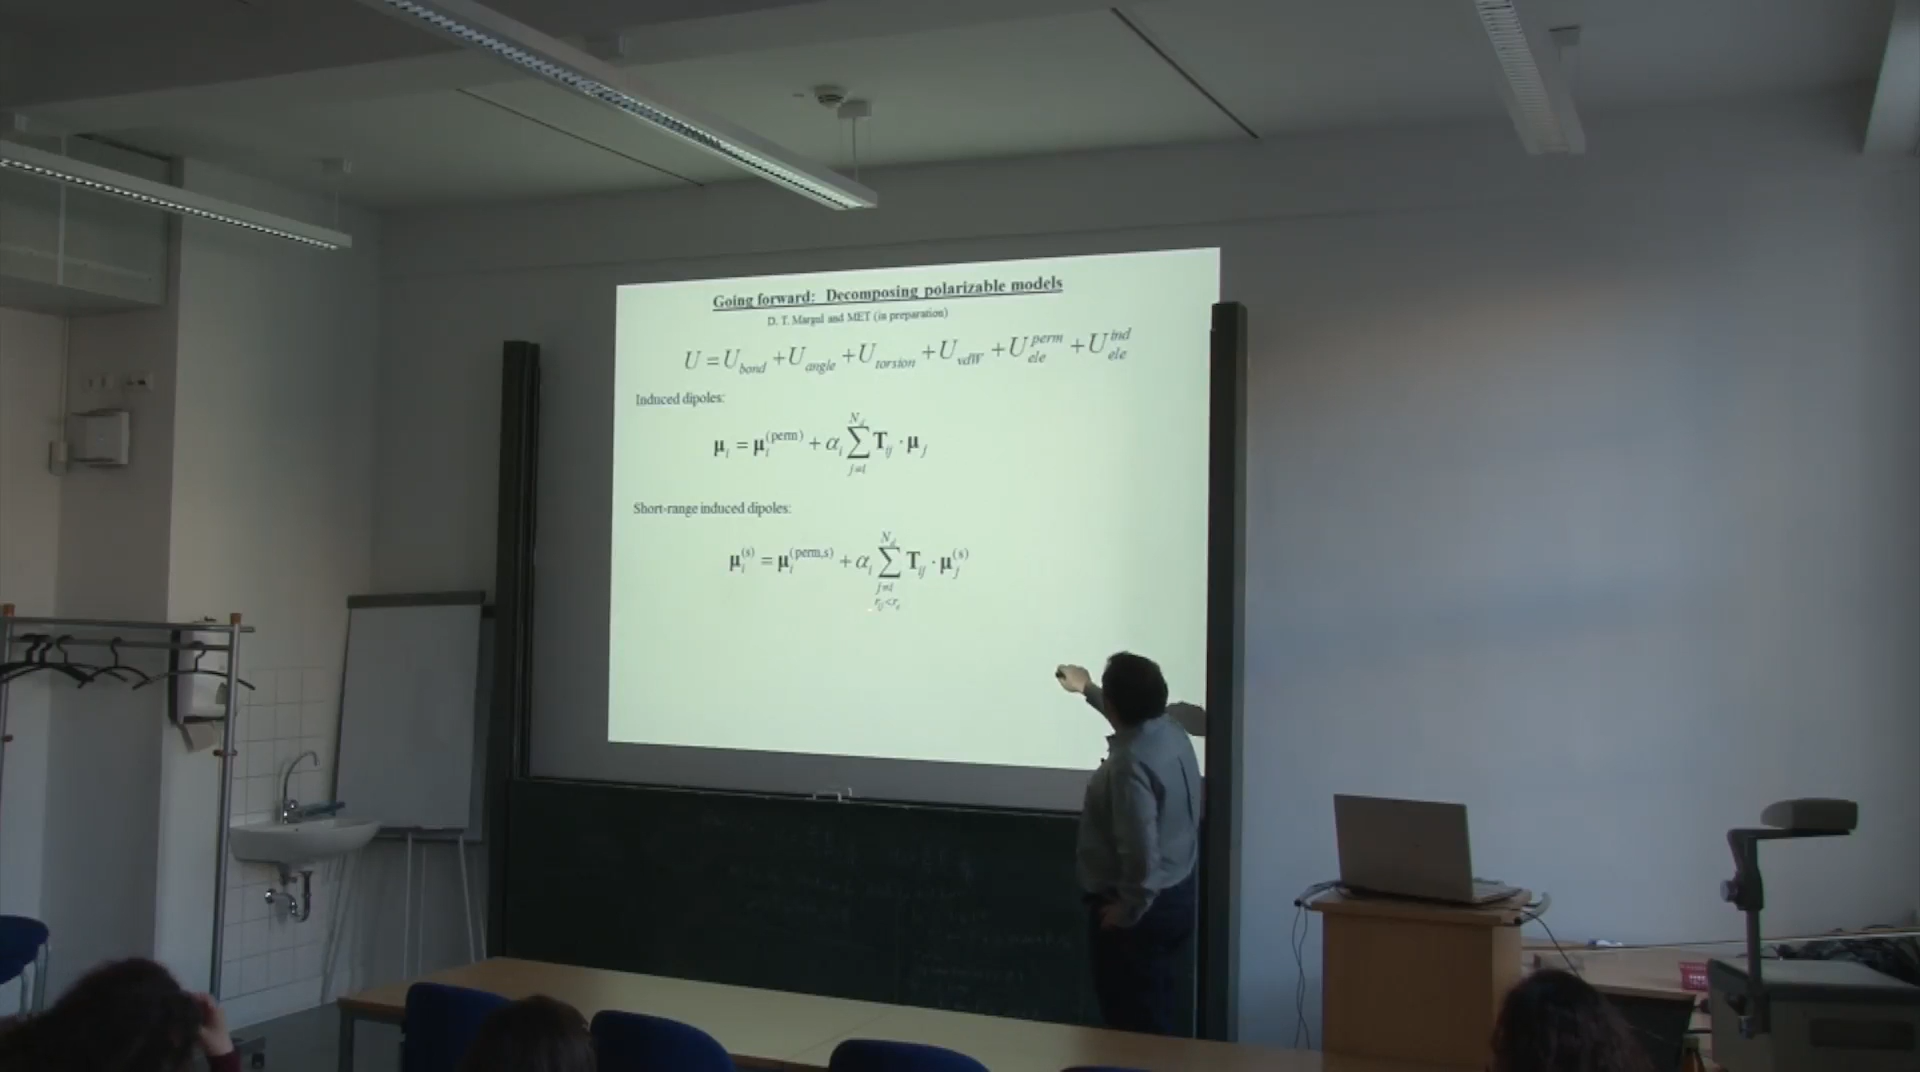 Going forward: Decomposing polarizable models
D. T. Margul and MET (in preparation)
U = U_bond + U_angle + U_torsion + U_vdW + U_ele^perm + U_ele^ind
Induced dipoles:
μ_i = μ_i^(perm) + α_i ∑_{j≠i}^{N_d} T_ij · μ_j
Short-range induced dipoles:
μ_i^(s) = μ_i^(perm,s) + α_i ∑_{j≠i, r_ij<r_s}^{N_d} T_ij · μ_j^(s)